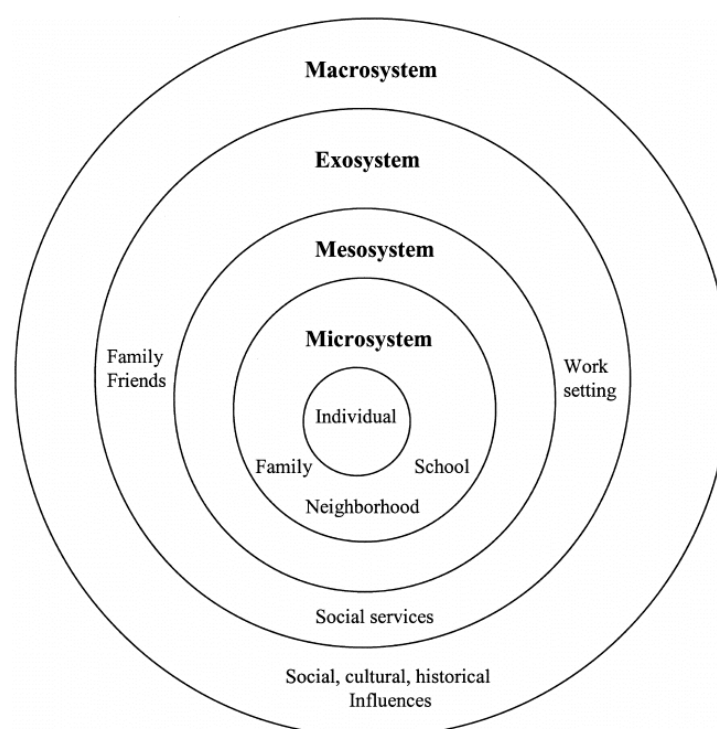 Macrosystem
Exosystem
Mesosystem
Microsystem
Family
Friends
Work
setting
Individual
Family
School
Neighborhood
Social services
Social, cultural, historical
Influences